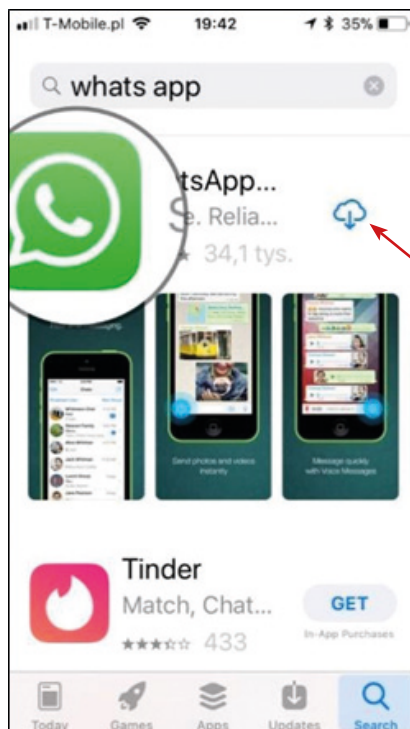 T-Mobile.pl 19:42 35%
whats app
tsApp...
S e. Relia...
34,1 tys.
Send photos and videos
instantly
Message quickly
with Voice Messages
Tinder
Match, Chat...
GET
433
In-App Purchases
Today Games Apps Updates Search